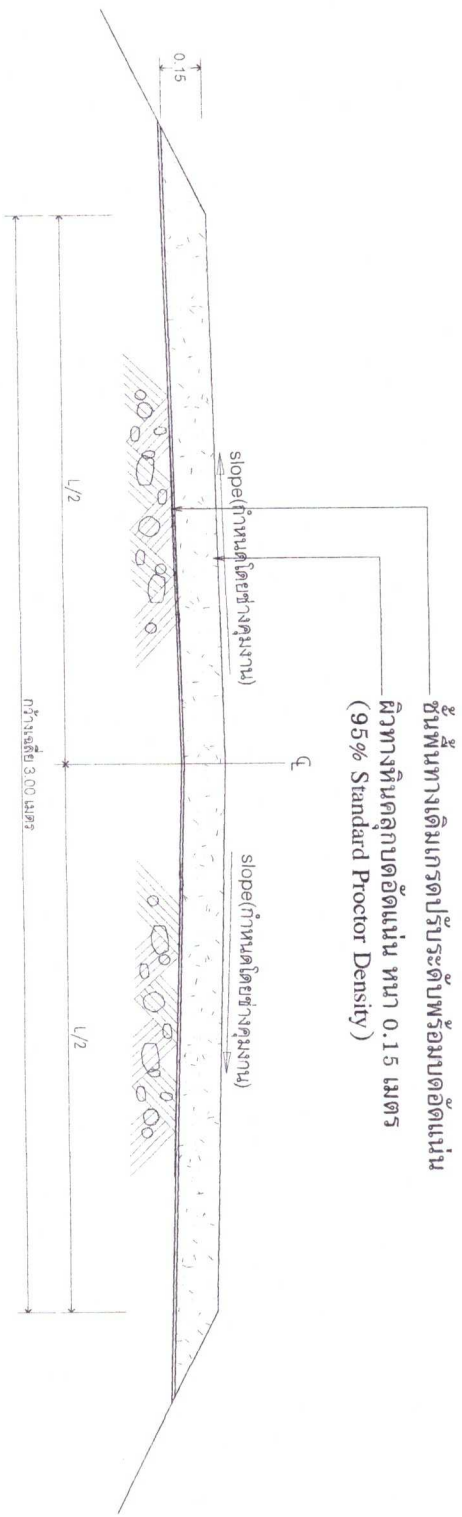 ชั้นพื้นทางเดิมเกรดปรับระดับพร้อมบดอัดแน่น
ผิวทางหินคลุกบดอัดแน่น หนา 0.15 เมตร
(95% Standard Proctor Density)
℄
slope(กำหนดโดยช่างคุมงาน)
slope(กำหนดโดยช่างคุมงาน)
0.15
L/2
L/2
กว้างเฉลี่ย 3.00 เมตร